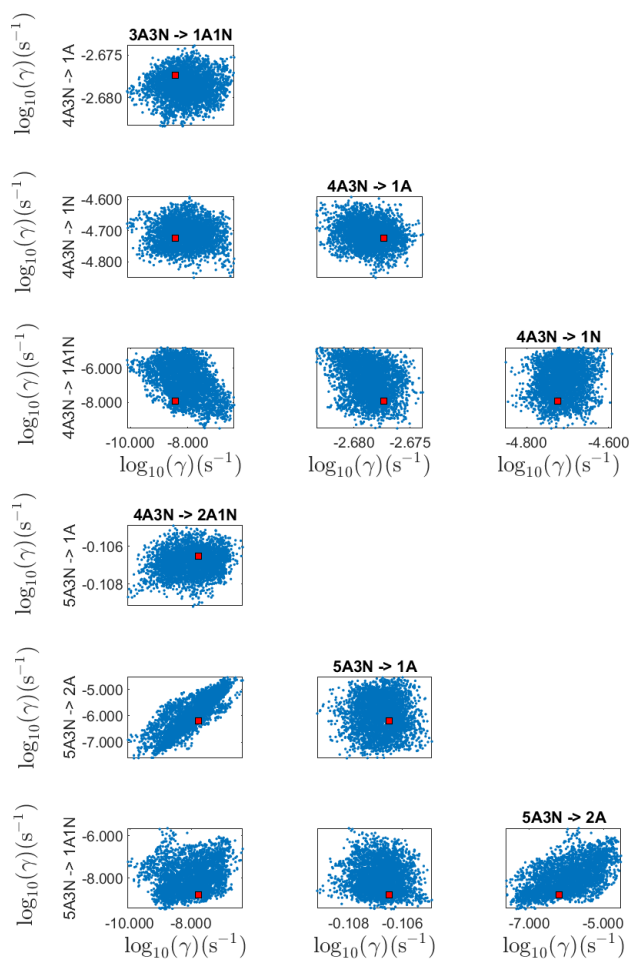 3A3N -> 1A1N
log₁₀(γ)(s⁻¹)
4A3N -> 1A
-2.675
-2.680
4A3N -> 1A
log₁₀(γ)(s⁻¹)
4A3N -> 1N
-4.600
-4.700
-4.800
4A3N -> 1N
log₁₀(γ)(s⁻¹)
4A3N -> 1A1N
-6.000
-8.000
-10.000 -8.000
-2.680 -2.675
-4.800 -4.600
log₁₀(γ)(s⁻¹) log₁₀(γ)(s⁻¹) log₁₀(γ)(s⁻¹)
4A3N -> 2A1N
log₁₀(γ)(s⁻¹)
5A3N -> 1A
-0.106
-0.108
5A3N -> 1A
log₁₀(γ)(s⁻¹)
5A3N -> 2A
-5.000
-6.000
-7.000
5A3N -> 2A
log₁₀(γ)(s⁻¹)
5A3N -> 1A1N
-6.000
-8.000
-10.000 -8.000
-0.108 -0.106
-7.000 -5.000
log₁₀(γ)(s⁻¹) log₁₀(γ)(s⁻¹) log₁₀(γ)(s⁻¹)